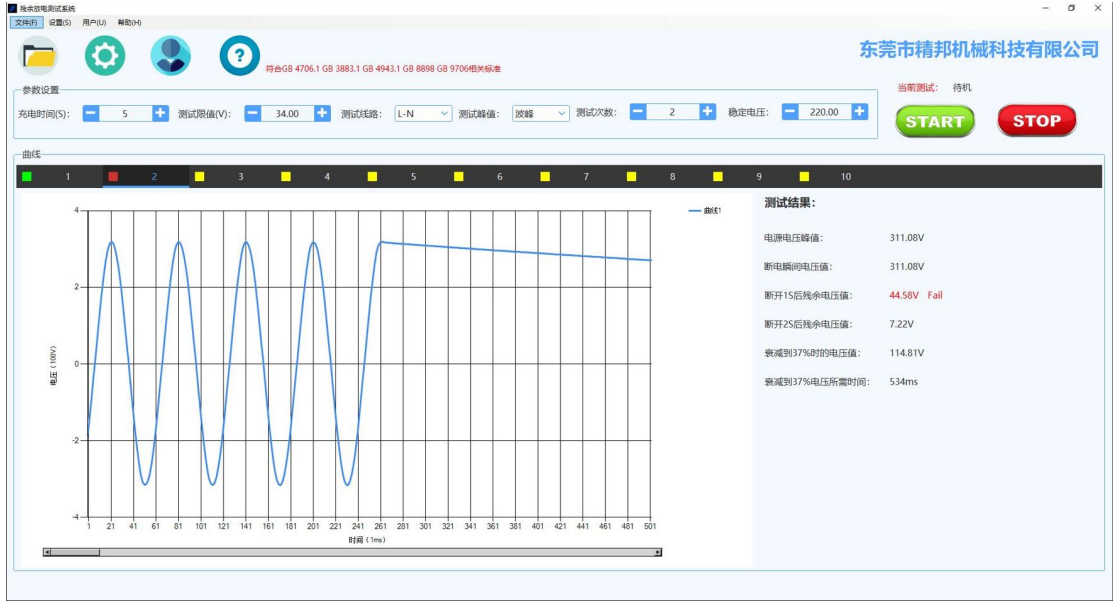 残余放电测试系统
文件(F) 设置(S) 用户(U) 帮助(H)
符合GB 4706.1 GB 3883.1 GB 4943.1 GB 8898 GB 9706相关标准
东莞市精邦机械科技有限公司
参数设置
充电时间(S): 5 测试限值(V): 34.00 测试线路: L-N 测试峰值: 波峰 测试次数: 2 稳定电压: 220.00
当前测试: 待机
START STOP
曲线
1 2 3 4 5 6 7 8 9 10
曲线1
4
2
0
-2
-4
电压 (100V)
1 21 41 61 81 101 121 141 161 181 201 221 241 261 281 301 321 341 361 381 401 421 441 461 481 501
时间 (1ms)
测试结果:
电源电压峰值: 311.08V
断电瞬间电压值: 311.08V
断开1S后残余电压值: 44.58V Fail
断开2S后残余电压值: 7.22V
衰减到37%时的电压值: 114.81V
衰减到37%电压所需时间: 534ms